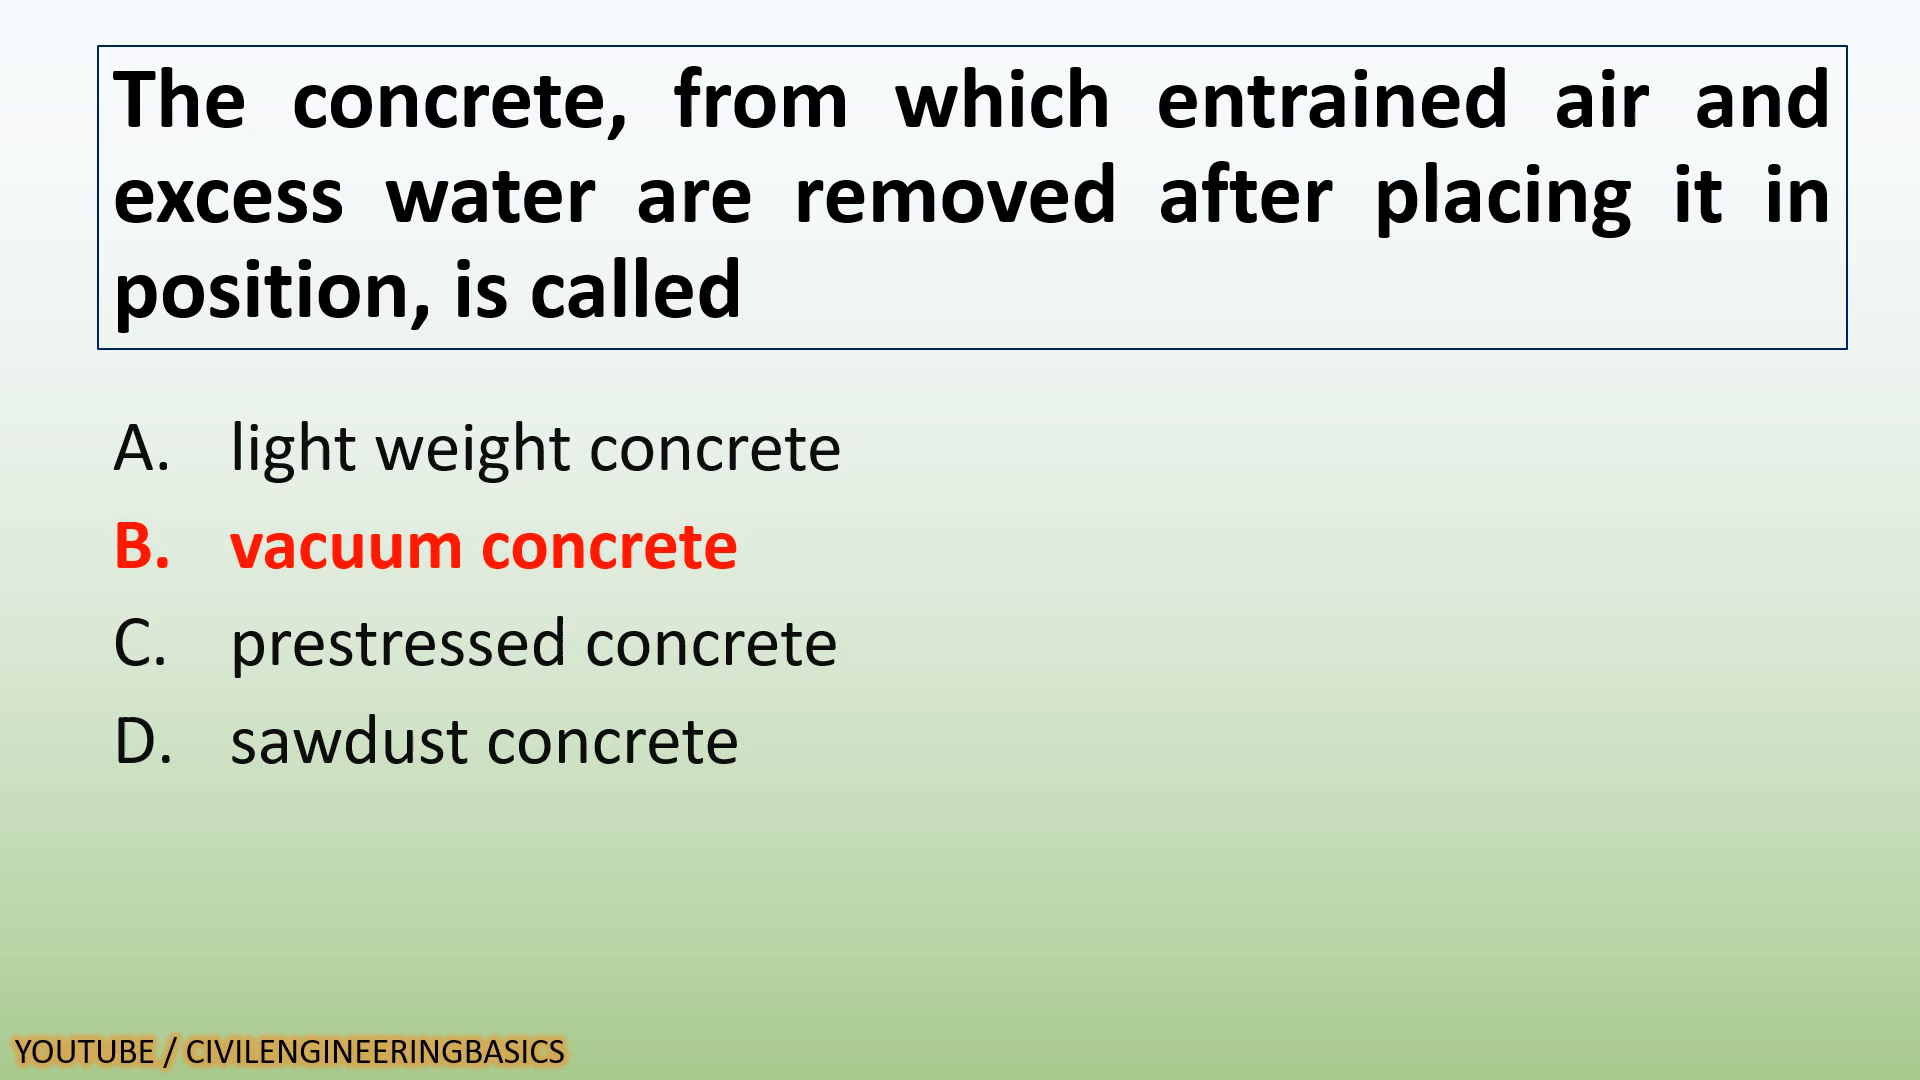 The concrete, from which entrained air and
excess water are removed after placing it in
position, is called
A. light weight concrete
B. vacuum concrete
C. prestressed concrete
D. sawdust concrete
YOUTUBE / CIVILENGINEERINGBASICS